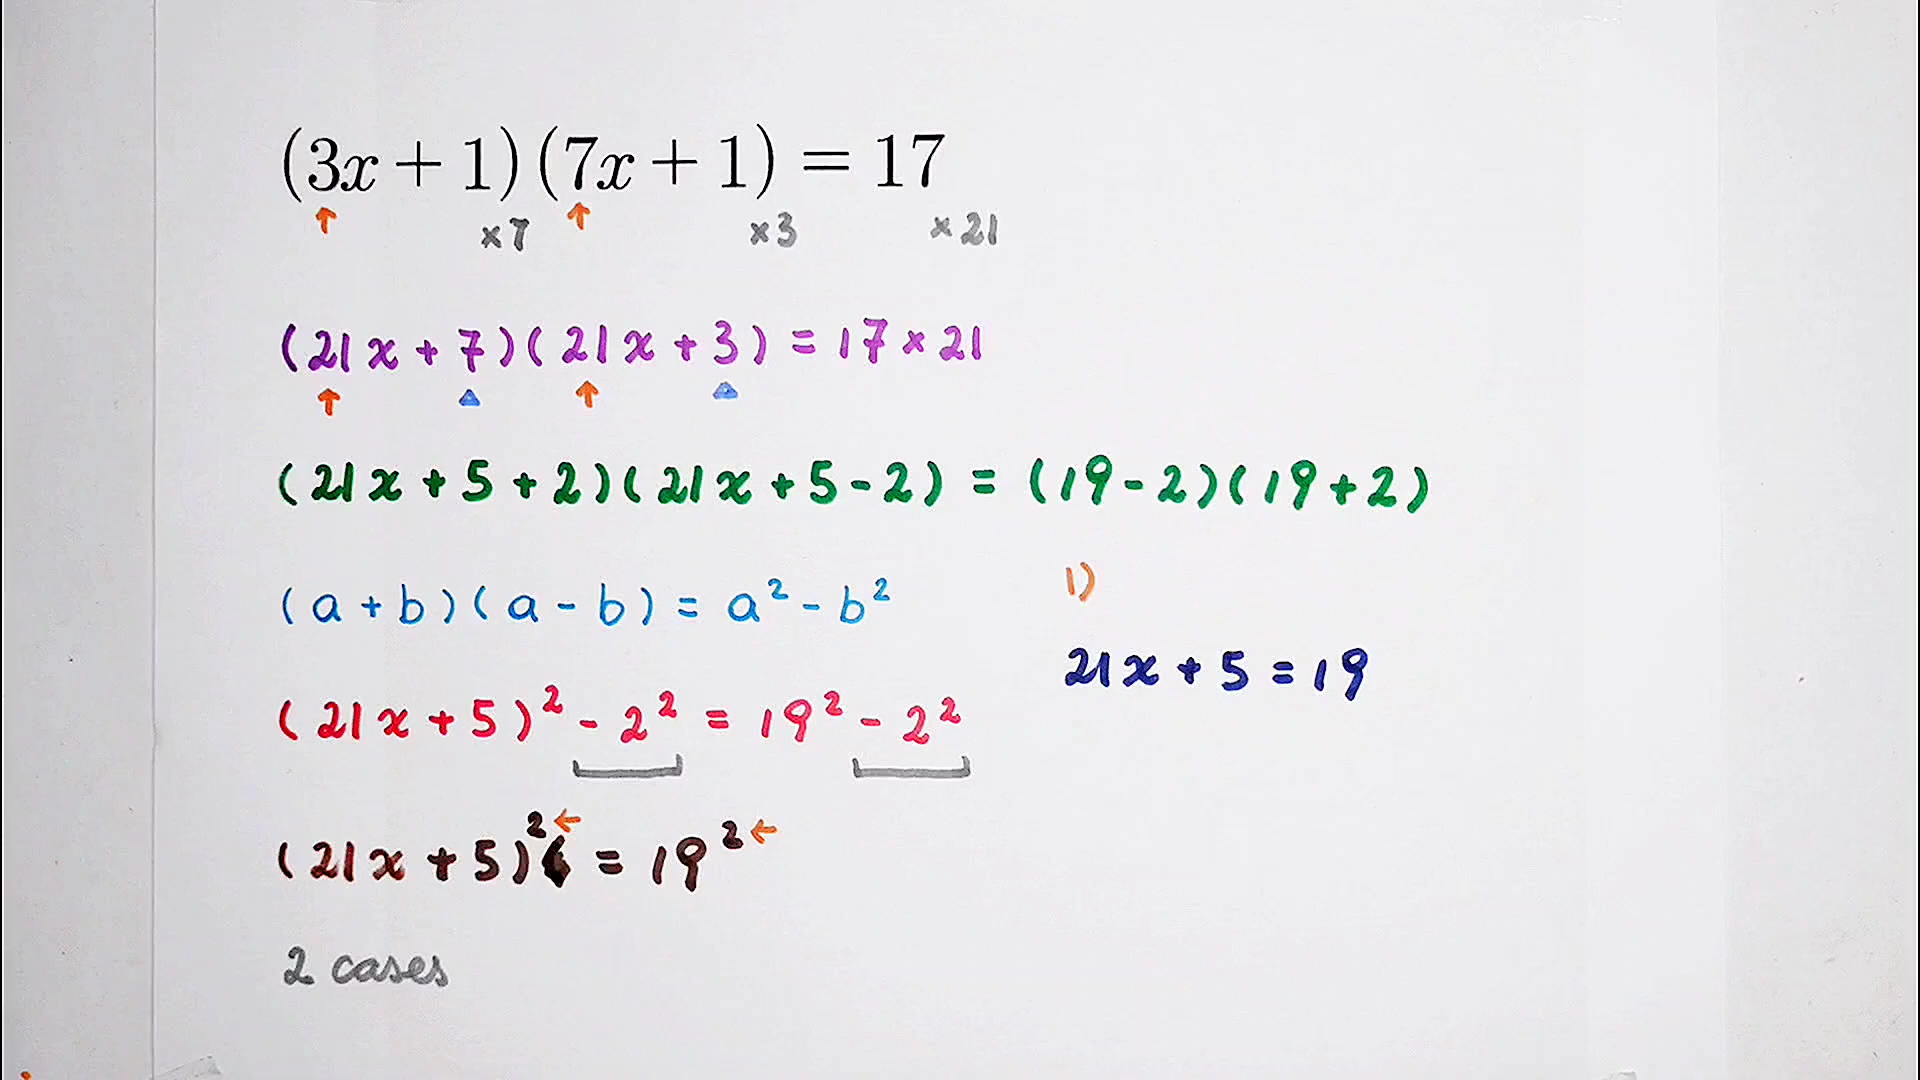 (3x + 1)(7x + 1) = 17
×7 ×3 ×21
(21x + 7)(21x + 3) = 17 × 21
(21x + 5 + 2)(21x + 5 - 2) = (19 - 2)(19 + 2)
(a + b)(a - b) = a² - b²
(21x + 5)² - 2² = 19² - 2²
(21x + 5)² = 19²
2 cases
1)
21x + 5 = 19